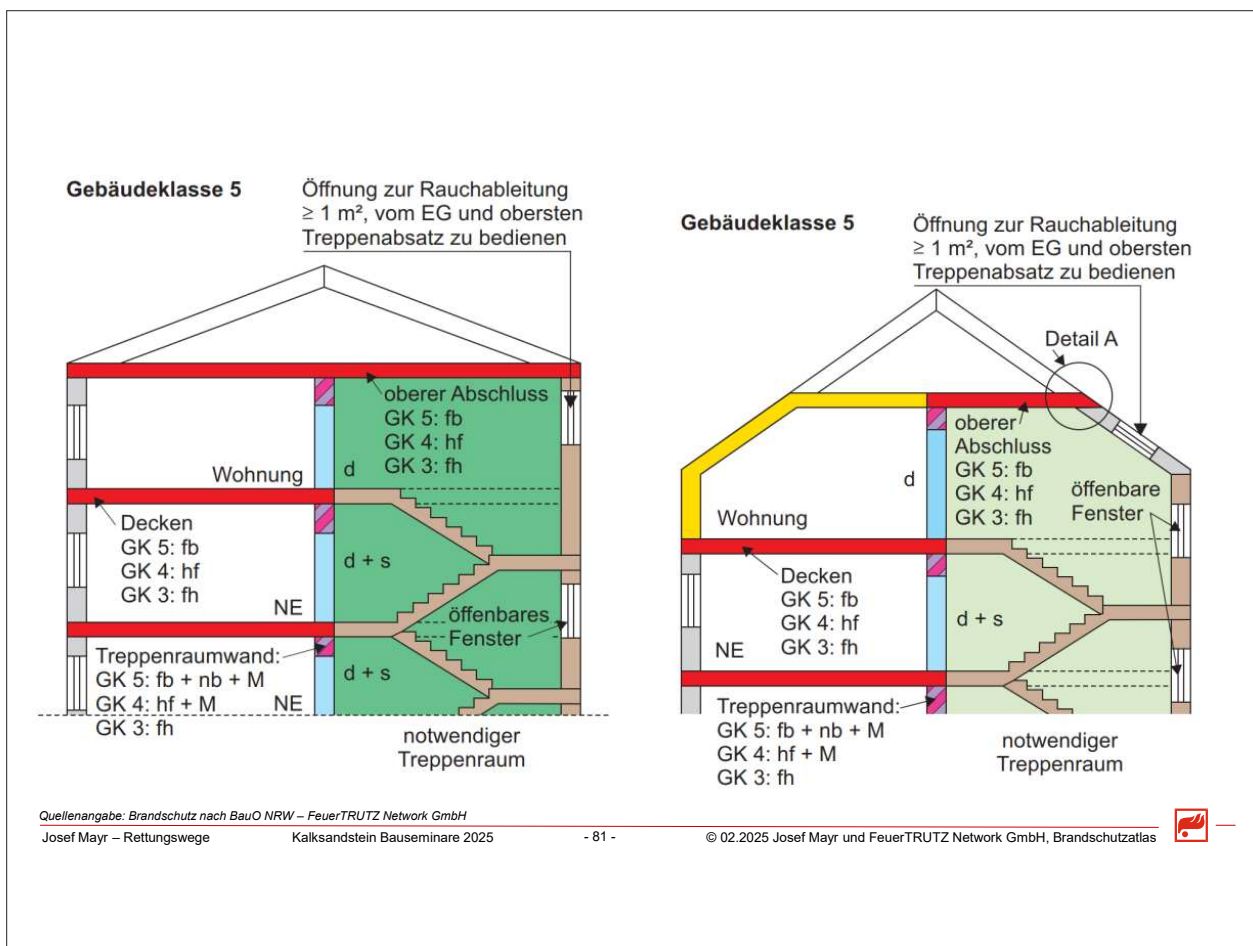 Gebäudeklasse 5
Öffnung zur Rauchableitung
≥ 1 m², vom EG und obersten
Treppenabsatz zu bedienen
oberer Abschluss
GK 5: fb
GK 4: hf
GK 3: fh
Wohnung
d
Decken
GK 5: fb
GK 4: hf
GK 3: fh
d + s
NE
öffenbares
Fenster
Treppenraumwand:
GK 5: fb + nb + M
GK 4: hf + M
GK 3: fh
NE
d + s
notwendiger
Treppenraum
Gebäudeklasse 5
Öffnung zur Rauchableitung
≥ 1 m², vom EG und obersten
Treppenabsatz zu bedienen
Detail A
oberer
Abschluss
GK 5: fb
GK 4: hf
GK 3: fh
d
öffenbare
Fenster
Wohnung
Decken
GK 5: fb
GK 4: hf
GK 3: fh
d + s
NE
Treppenraumwand:
GK 5: fb + nb + M
GK 4: hf + M
GK 3: fh
notwendiger
Treppenraum
Quellenangabe: Brandschutz nach BauO NRW – FeuerTRUTZ Network GmbH
Josef Mayr – Rettungswege Kalksandstein Bauseminare 2025 - 81 - © 02.2025 Josef Mayr und FeuerTRUTZ Network GmbH, Brandschutzatlas